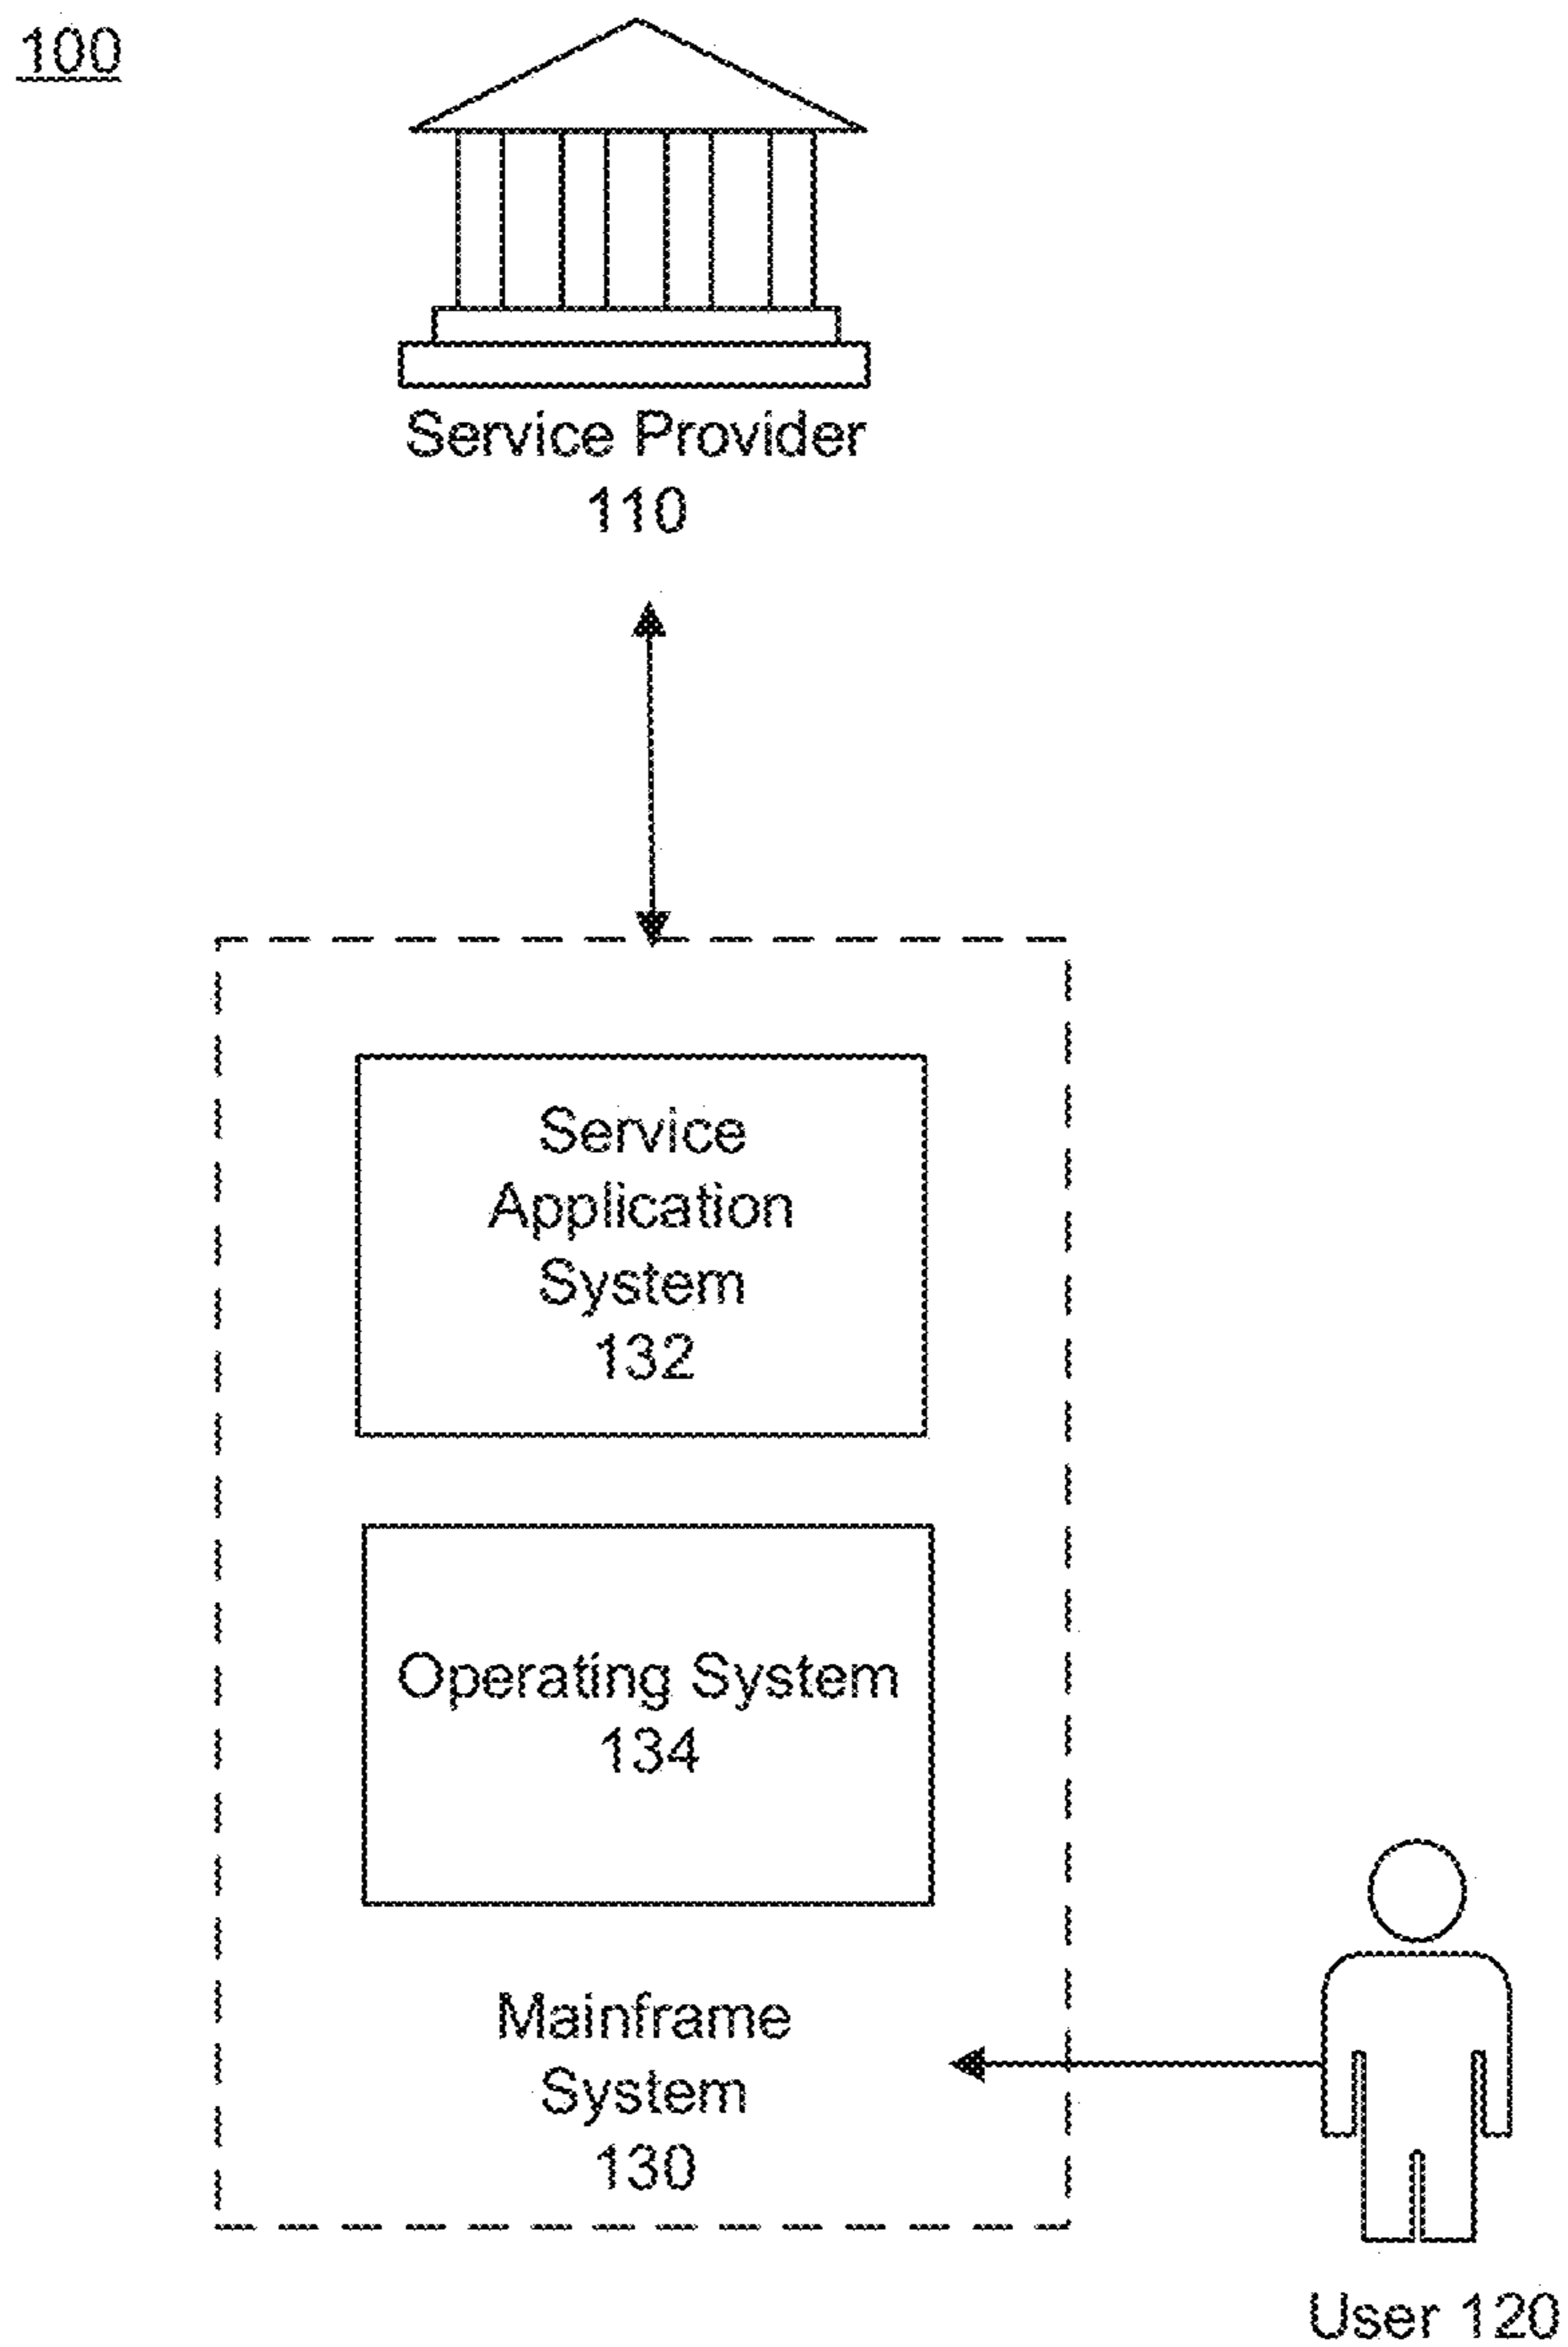 100
Service Provider
110
Service
Application
System
132
Operating System
134
Mainframe
System
130
User 120